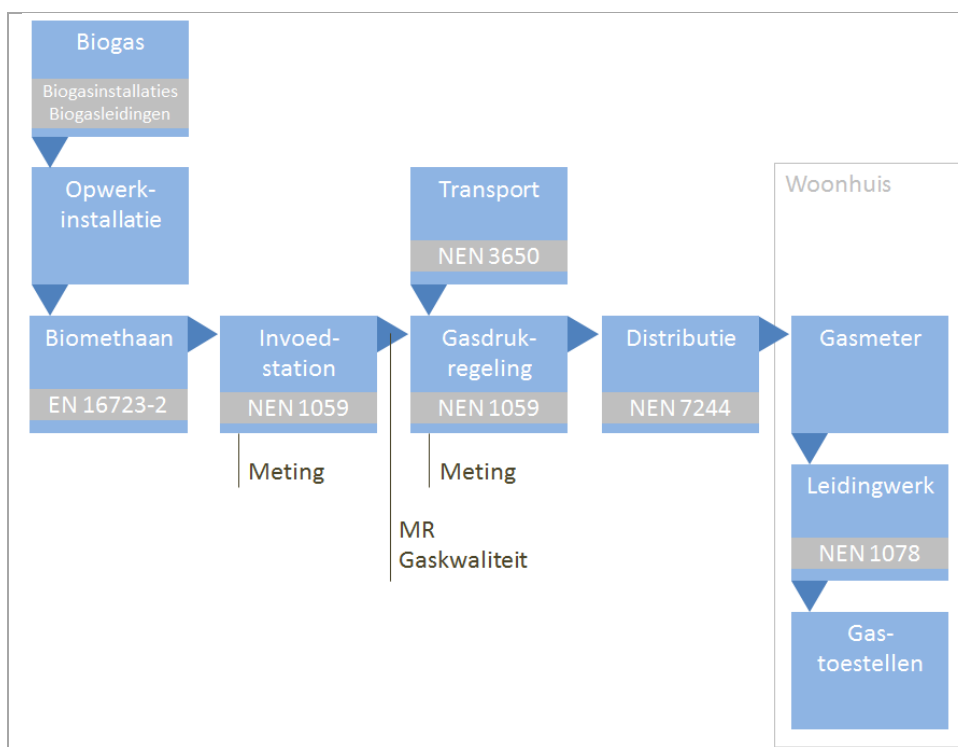 Biogas
Biogasinstallaties
Biogasleidingen
Opwerk-
installatie
Transport
NEN 3650
Woonhuis
Biomethaan
EN 16723-2
Invoed-
station
NEN 1059
Gasdruk-
regeling
NEN 1059
Distributie
NEN 7244
Gasmeter
Meting
Meting
MR
Gaskwaliteit
Leidingwerk
NEN 1078
Gas-
toestellen